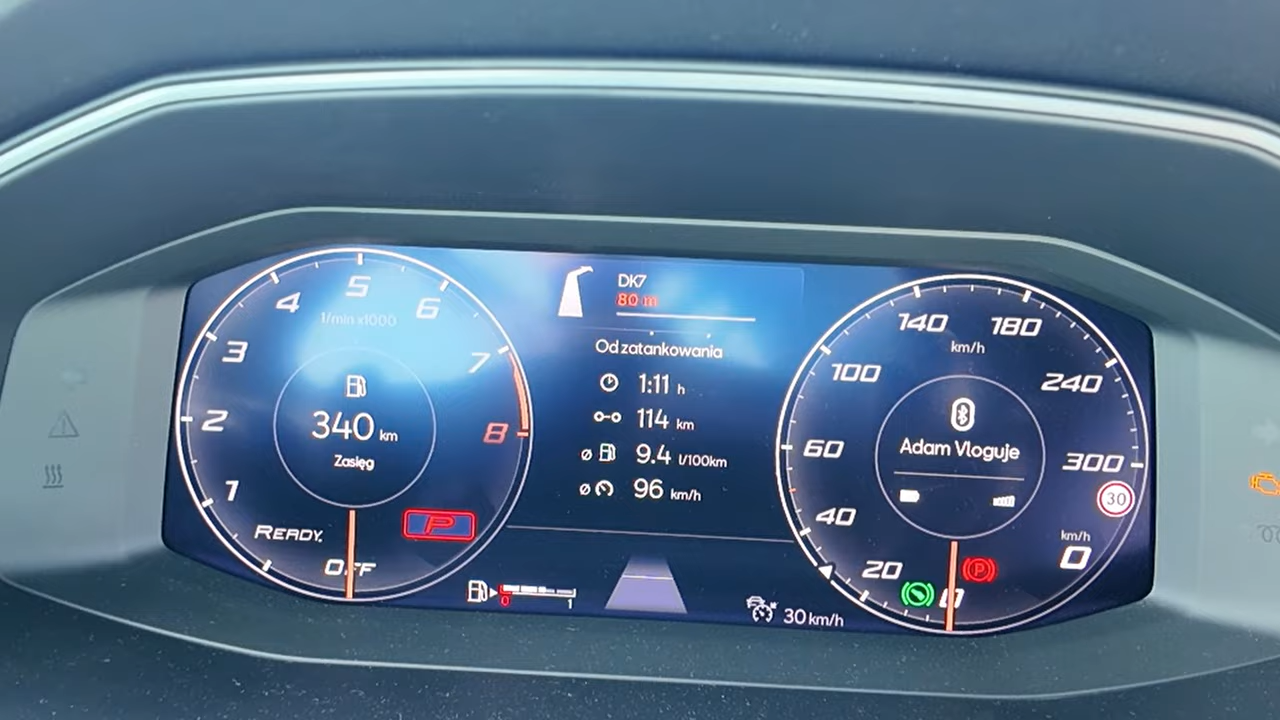 5
4
6
1/min x1000
3
7
2
340 km
Zasięg
8
1
READY.
P
OFF
0
1
DK7
80 m
Od zatankowania
1:11 h
114 km
ø 9.4 l/100km
ø 96 km/h
30 km/h
140
180
km/h
100
240
Adam Vloguje
60
300
30
40
km/h
0
20
P
0